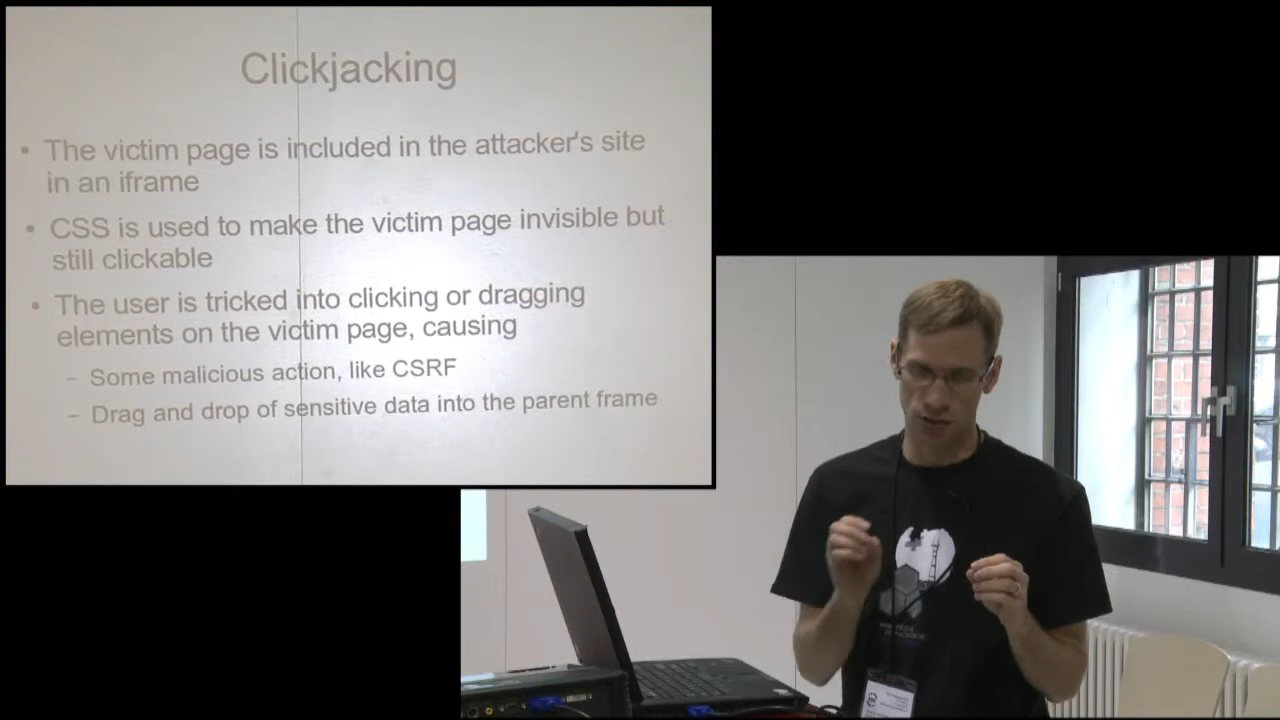 Clickjacking
• The victim page is included in the attacker's site
in an iframe
• CSS is used to make the victim page invisible but
still clickable
• The user is tricked into clicking or dragging
elements on the victim page, causing
– Some malicious action, like CSRF
– Drag and drop of sensitive data into the parent frame